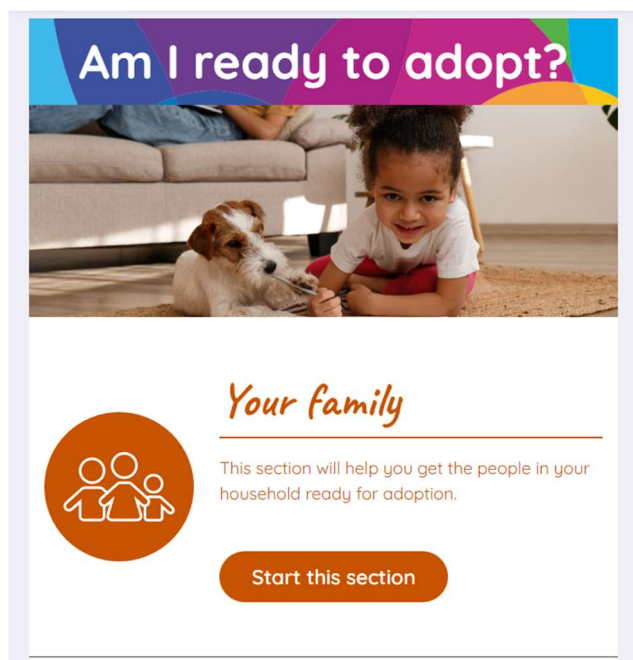 Am I ready to adopt?
Your family
This section will help you get the people in your
household ready for adoption.
Start this section